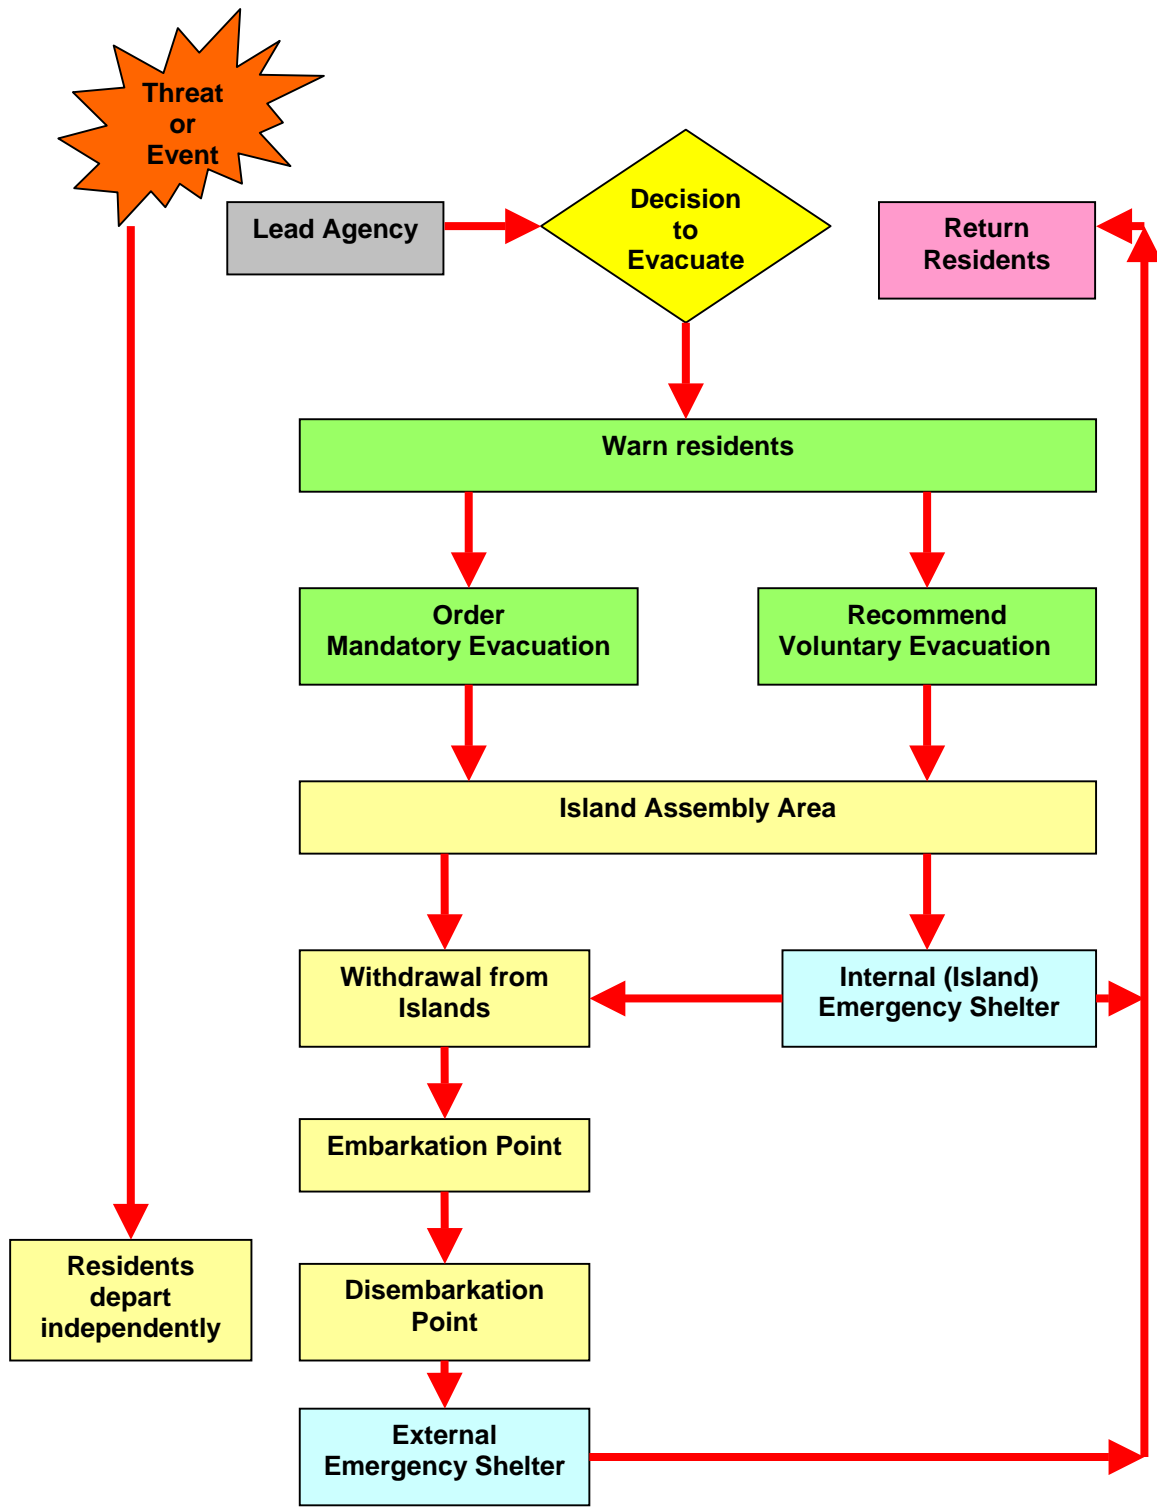 Threat
or
Event
Lead Agency
Decision
to
Evacuate
Return
Residents
Warn residents
Order
Mandatory Evacuation
Recommend
Voluntary Evacuation
Island Assembly Area
Withdrawal from
Islands
Internal (Island)
Emergency Shelter
Embarkation Point
Residents
depart
independently
Disembarkation
Point
External
Emergency Shelter